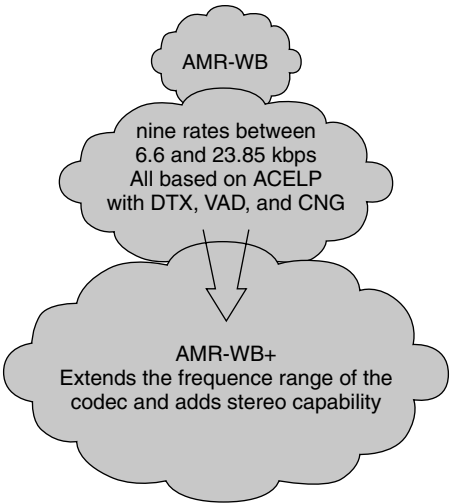 AMR-WB
nine rates between
6.6 and 23.85 kbps
All based on ACELP
with DTX, VAD, and CNG
AMR-WB+
Extends the frequence range of the
codec and adds stereo capability